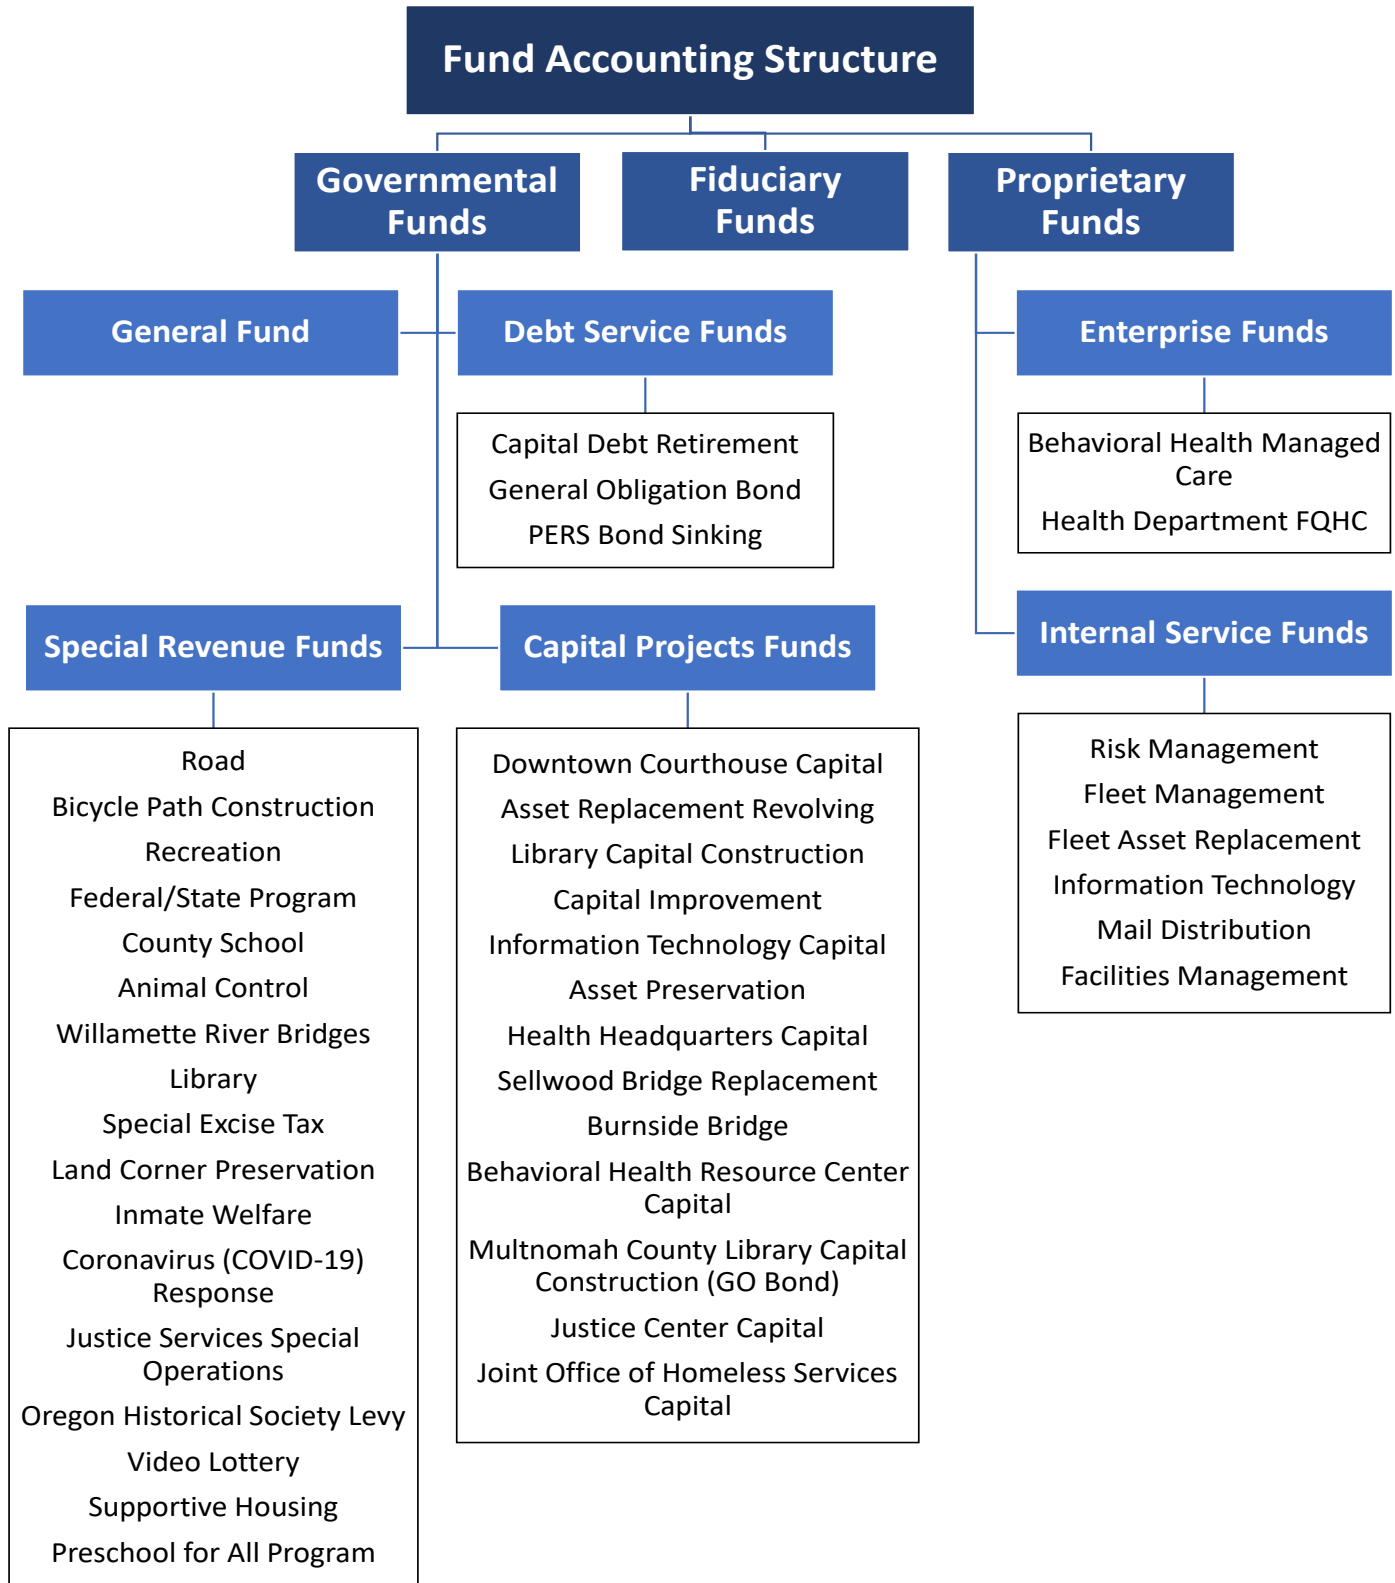 Fund Accounting Structure
Governmental
Funds
Fiduciary
Funds
Proprietary
Funds
General Fund
Debt Service Funds
Enterprise Funds
Capital Debt Retirement
General Obligation Bond
PERS Bond Sinking
Behavioral Health Managed
Care
Health Department FQHC
Special Revenue Funds
Capital Projects Funds
Internal Service Funds
Road
Bicycle Path Construction
Recreation
Federal/State Program
County School
Animal Control
Willamette River Bridges
Library
Special Excise Tax
Land Corner Preservation
Inmate Welfare
Coronavirus (COVID-19)
Response
Justice Services Special
Operations
Oregon Historical Society Levy
Video Lottery
Supportive Housing
Preschool for All Program
Downtown Courthouse Capital
Asset Replacement Revolving
Library Capital Construction
Capital Improvement
Information Technology Capital
Asset Preservation
Health Headquarters Capital
Sellwood Bridge Replacement
Burnside Bridge
Behavioral Health Resource Center
Capital
Multnomah County Library Capital
Construction (GO Bond)
Justice Center Capital
Joint Office of Homeless Services
Capital
Risk Management
Fleet Management
Fleet Asset Replacement
Information Technology
Mail Distribution
Facilities Management